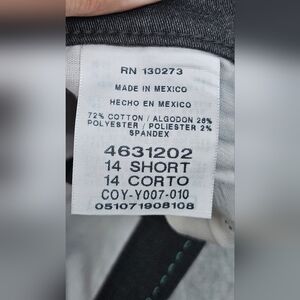 RN 130273
MADE IN MEXICO
HECHO EN MEXICO
72% COTTON / ALGODON 26%
POLYESTER / POLIESTER 2%
SPANDEX
4631202
14 SHORT
14 CORTO
COY-Y007-010
051071908108